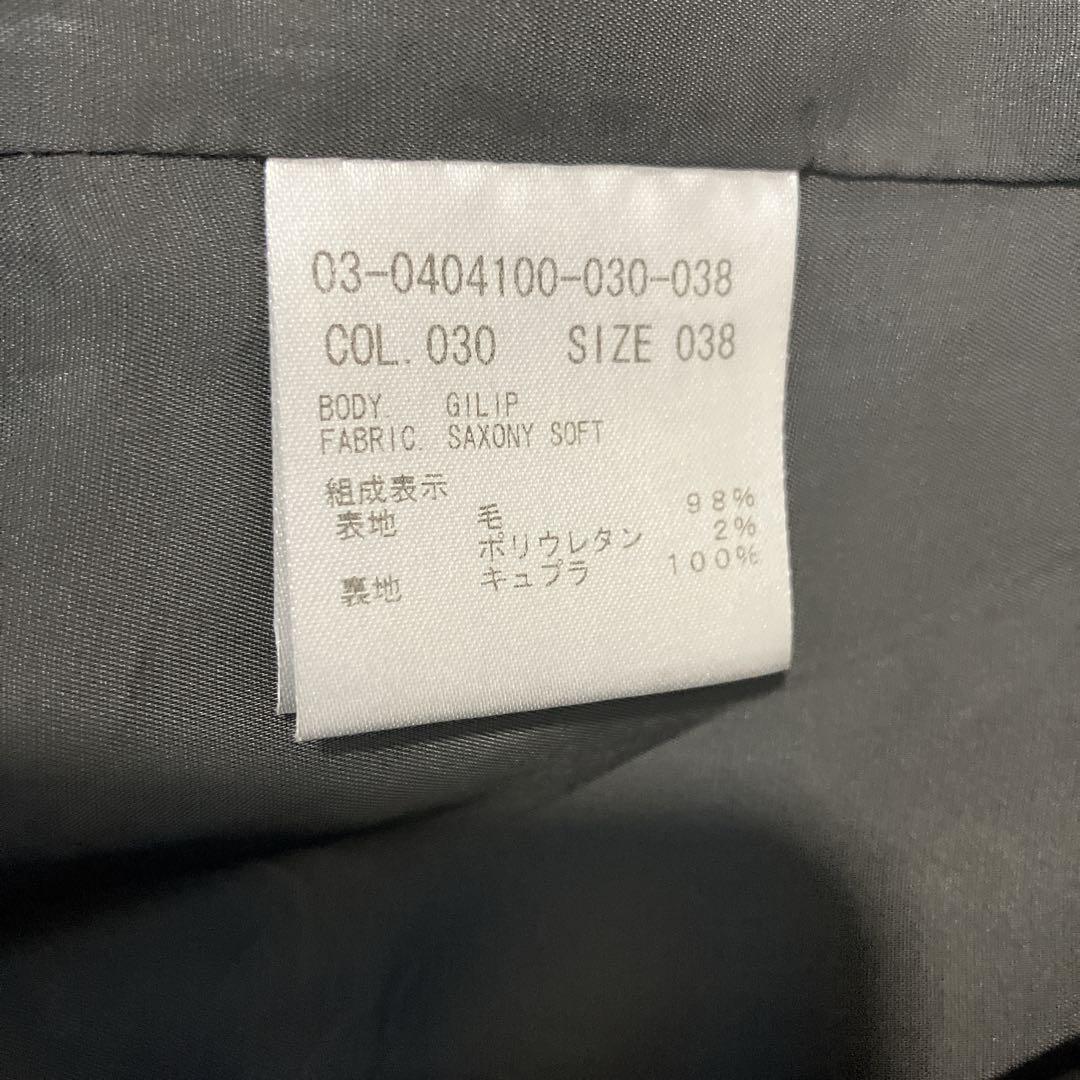 03-0404100-030-038
COL. 030 SIZE 038
BODY. GILIP
FABRIC. SAXONY SOFT
組成表示
表地 毛 98%
ポリウレタン 2%
裏地 キュプラ 100%